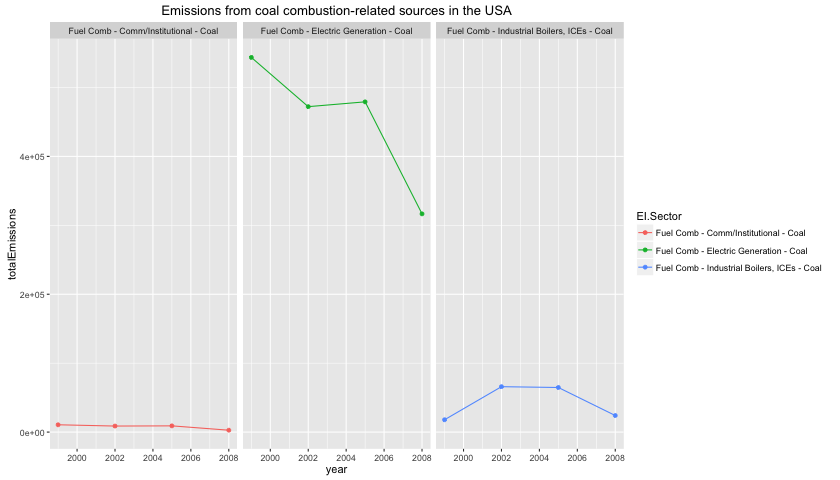 Emissions from coal combustion-related sources in the USA
Fuel Comb - Comm/Institutional - Coal
Fuel Comb - Electric Generation - Coal
Fuel Comb - Industrial Boilers, ICEs - Coal
4e+05
2e+05
0e+00
totalEmissions
2000 2002 2004 2006 2008
2000 2002 2004 2006 2008
2000 2002 2004 2006 2008
year
EI.Sector
Fuel Comb - Comm/Institutional - Coal
Fuel Comb - Electric Generation - Coal
Fuel Comb - Industrial Boilers, ICEs - Coal